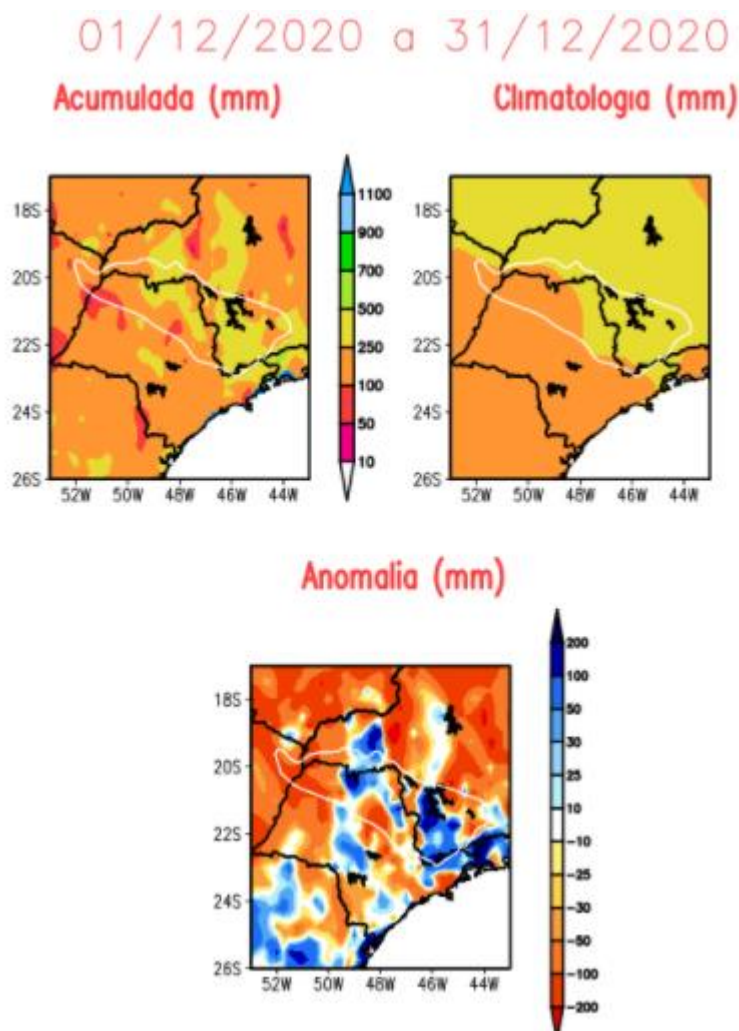 01/12/2020 a 31/12/2020
Acumulada (mm)
Climatologia (mm)
18S
20S
22S
24S
26S
52W 50W 48W 46W 44W
1100
900
700
500
250
100
50
10
18S
20S
22S
24S
26S
52W 50W 48W 46W 44W
Anomalia (mm)
18S
20S
22S
24S
26S
52W 50W 48W 46W 44W
200
100
50
30
25
10
-10
-25
-30
-50
-100
-200